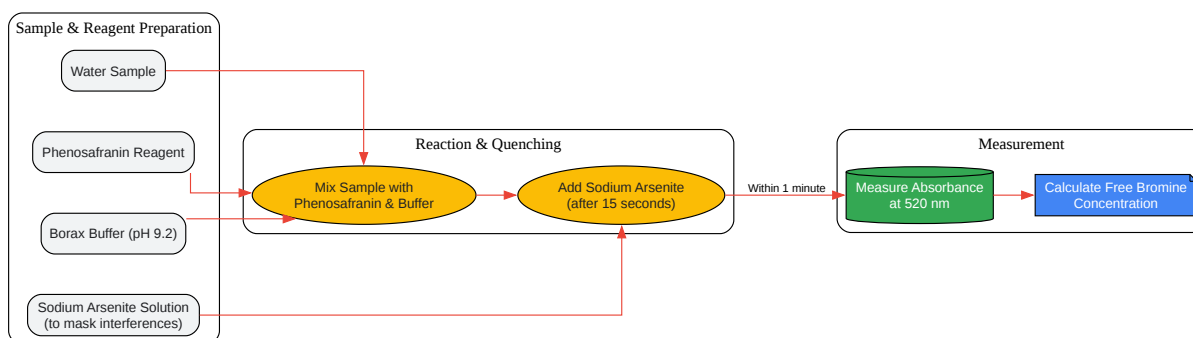 Sample & Reagent Preparation
Water Sample
Phenosafranin Reagent
Borax Buffer (pH 9.2)
Sodium Arsenite Solution
(to mask interferences)
Reaction & Quenching
Mix Sample with
Phenosafranin & Buffer
Add Sodium Arsenite
(after 15 seconds)
Within 1 minute
Measurement
Measure Absorbance
at 520 nm
Calculate Free Bromine
Concentration